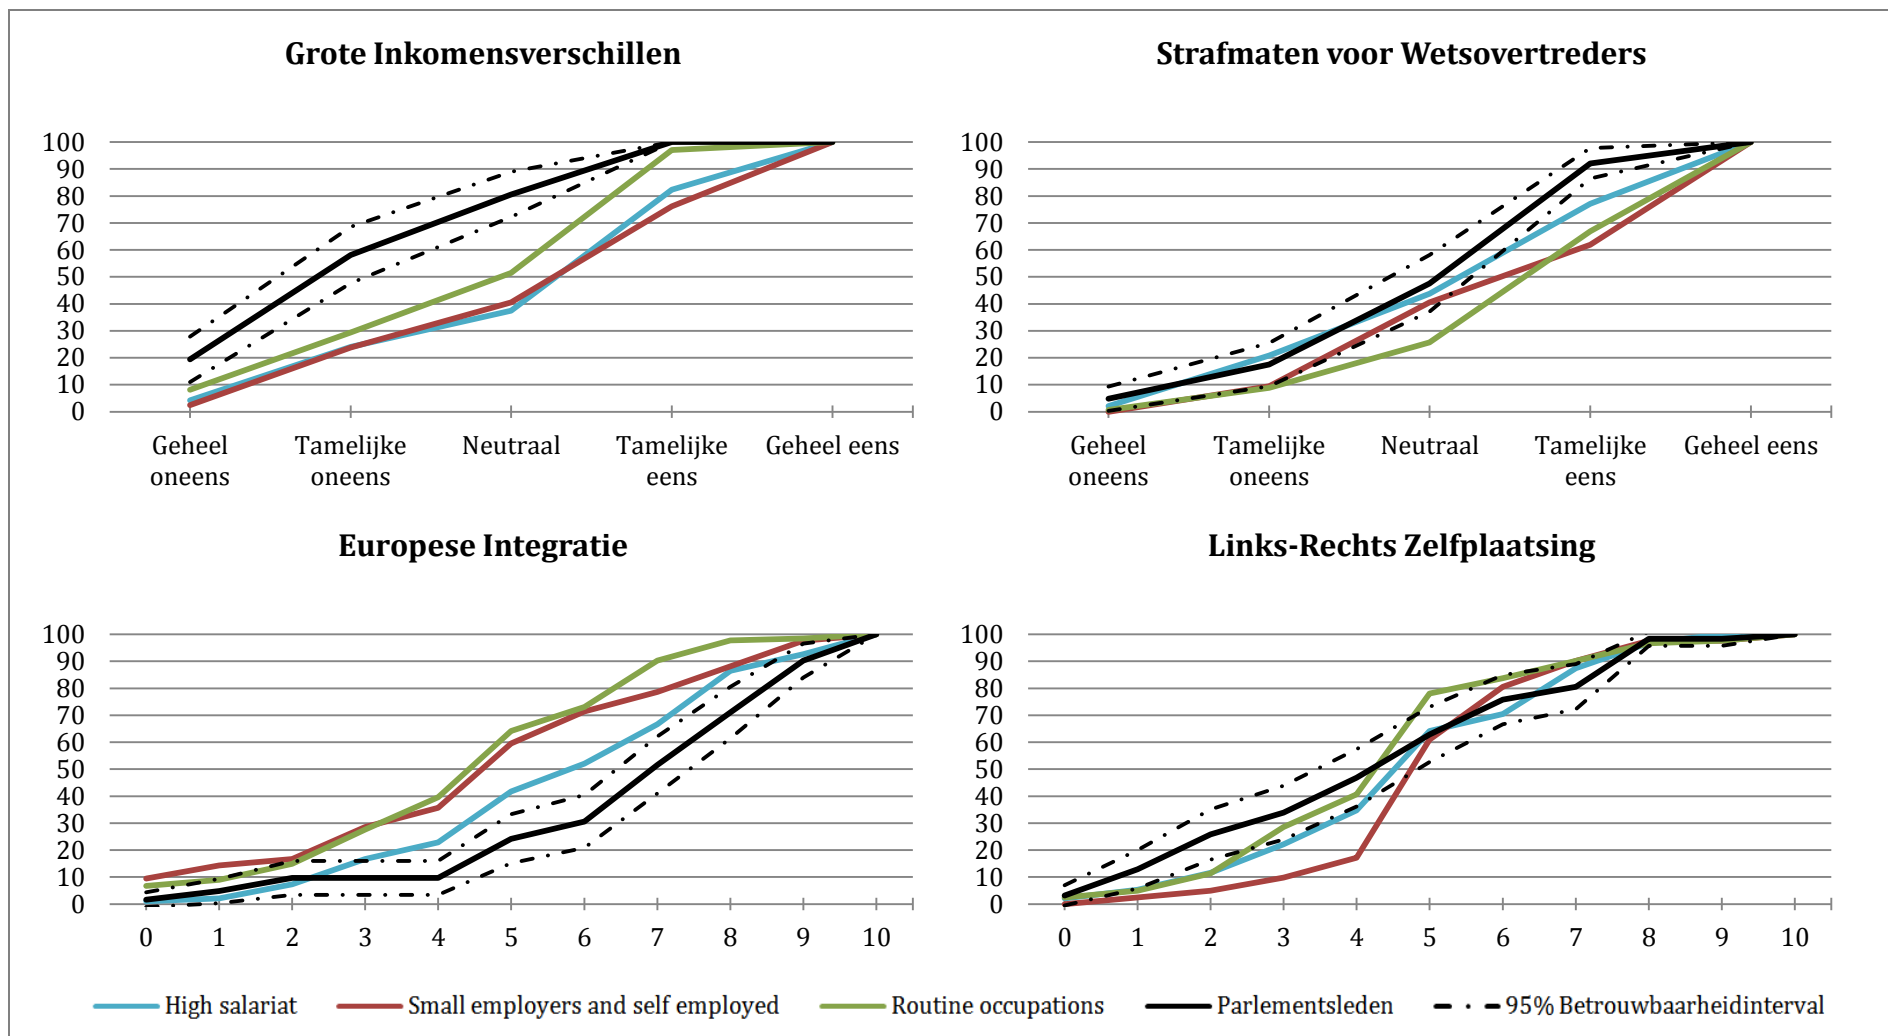 Grote Inkomensverschillen
100
90
80
70
60
50
40
30
20
10
0
Geheel oneens
Tamelijke oneens
Neutraal
Tamelijke eens
Geheel eens
Strafmaten voor Wetsovertreders
100
90
80
70
60
50
40
30
20
10
0
Geheel oneens
Tamelijke oneens
Neutraal
Tamelijke eens
Geheel eens
Europese Integratie
100
90
80
70
60
50
40
30
20
10
0
0 1 2 3 4 5 6 7 8 9 10
Links-Rechts Zelfplaatsing
100
90
80
70
60
50
40
30
20
10
0
0 1 2 3 4 5 6 7 8 9 10
High salariat Small employers and self employed Routine occupations Parlementsleden 95% Betrouwbaarheidinterval